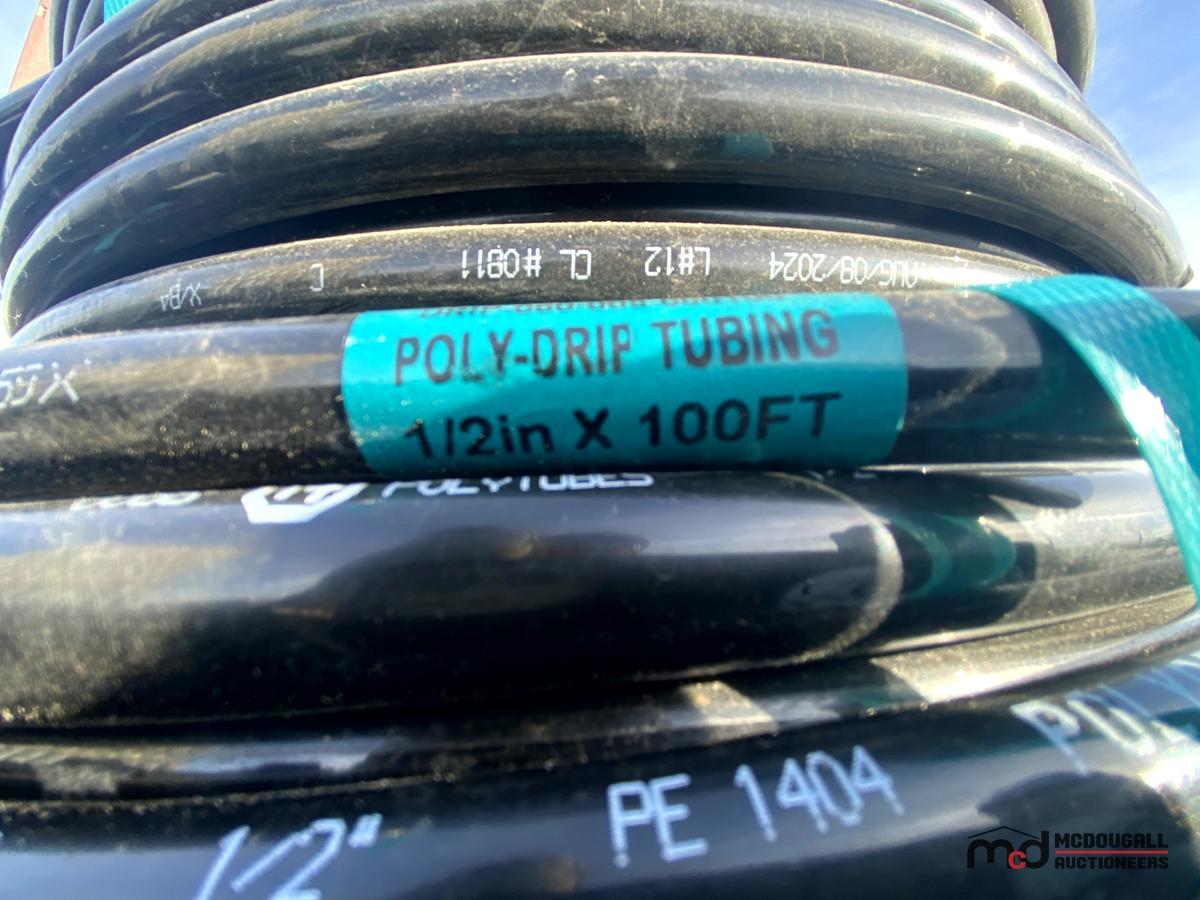 AUG/08/2024 L#12 CL #0811 C
POLY-DRIP TUBING
1/2in X 100FT
POLYTUBES
1/2" PE 1404
mcd MCDOUGALL
AUCTIONEERS